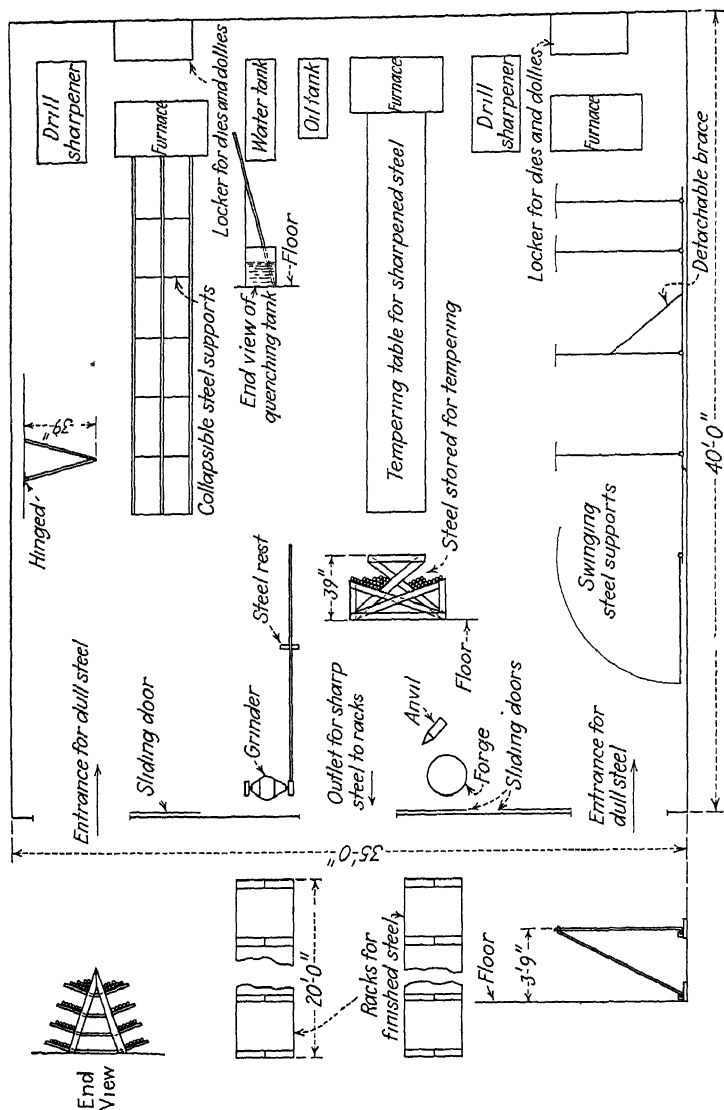 End
View
Entrance for dull steel
Sliding door
Hinged
39"
Drill
sharpener
Furnace
Collapsible steel supports
Locker for dies and dollies
20'-0"
35'-0"
Grinder
Steel rest
End view of
quenching tank
Floor
Water tank
Oil tank
Racks for
finished steel
Outlet for sharp
steel to racks
39"
Floor
Steel stored for tempering
Tempering table for sharpened steel
Furnace
Anvil
Forge
Sliding doors
Drill
sharpener
Floor
3'-9"
Entrance for
dull steel
Swinging
steel supports
Locker for dies and dollies
Furnace
Detachable brace
40'-0"